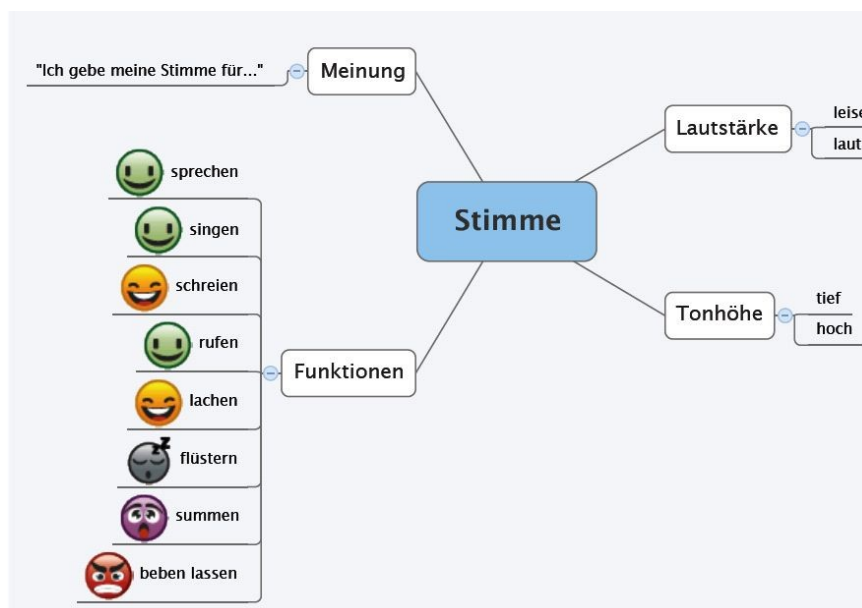 "Ich gebe meine Stimme für..."
Meinung
Lautstärke
leise
laut
Stimme
Tonhöhe
tief
hoch
Funktionen
sprechen
singen
schreien
rufen
lachen
flüstern
summen
beben lassen